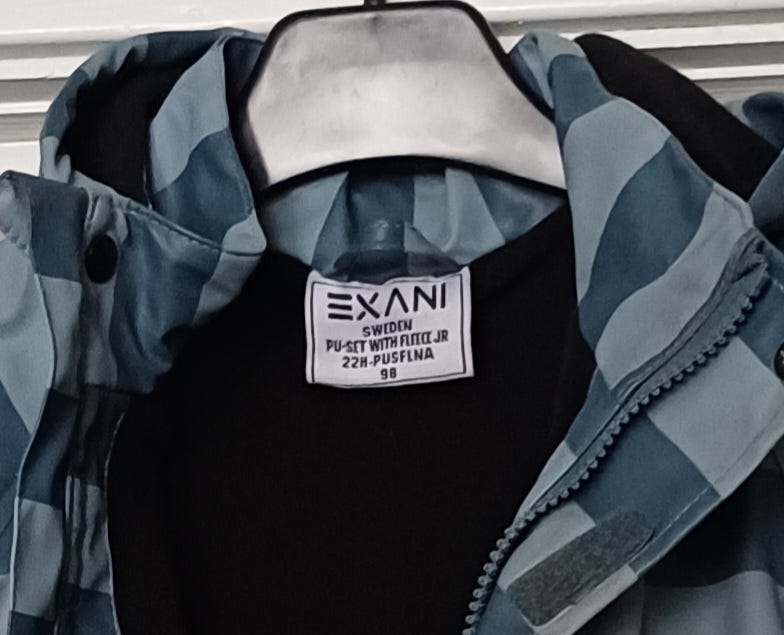 EXANI
SWEDEN
PU-SET WITH FLEECE JR
22H-PUSFLNA
98